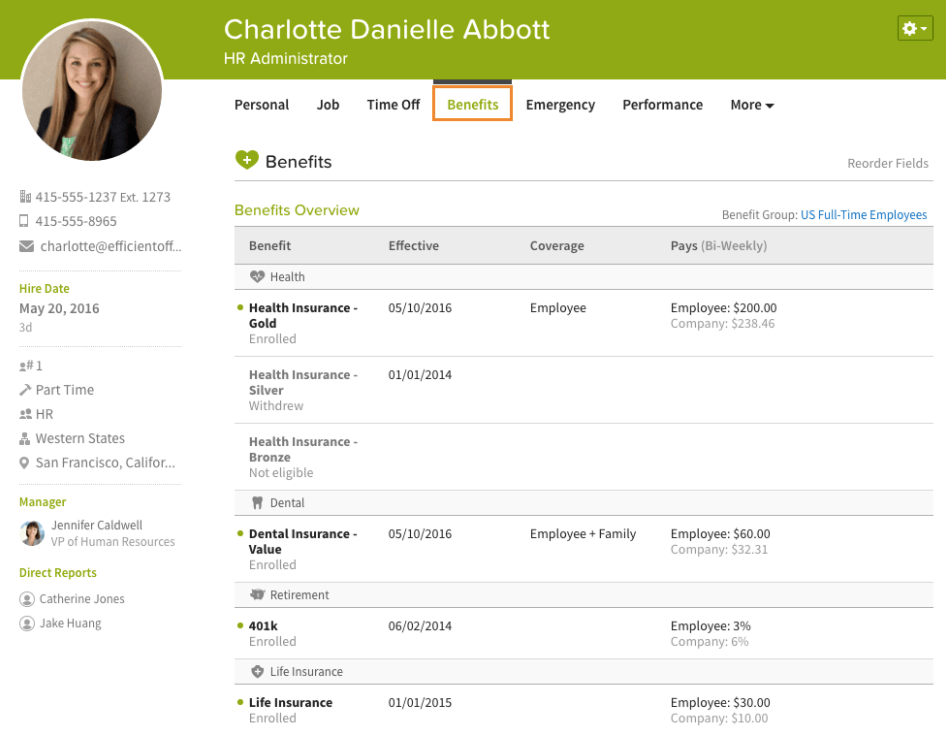 Charlotte Danielle Abbott
HR Administrator
Personal Job Time Off Benefits Emergency Performance More
415-555-1237 Ext. 1273
415-555-8965
charlotte@efficientoff...
Hire Date
May 20, 2016
3d
# 1
Part Time
HR
Western States
San Francisco, Califor...
Manager
Jennifer Caldwell
VP of Human Resources
Direct Reports
Catherine Jones
Jake Huang
Benefits
Reorder Fields
Benefits Overview
Benefit Group: US Full-Time Employees
Benefit Effective Coverage Pays (Bi-Weekly)
Health
Health Insurance - 05/10/2016 Employee Employee: $200.00
Gold Company: $238.46
Enrolled
Health Insurance - 01/01/2014
Silver
Withdrew
Health Insurance -
Bronze
Not eligible
Dental
Dental Insurance - 05/10/2016 Employee + Family Employee: $60.00
Value Company: $32.31
Enrolled
Retirement
401k 06/02/2014 Employee: 3%
Enrolled Company: 6%
Life Insurance
Life Insurance 01/01/2015 Employee: $30.00
Enrolled Company: $10.00